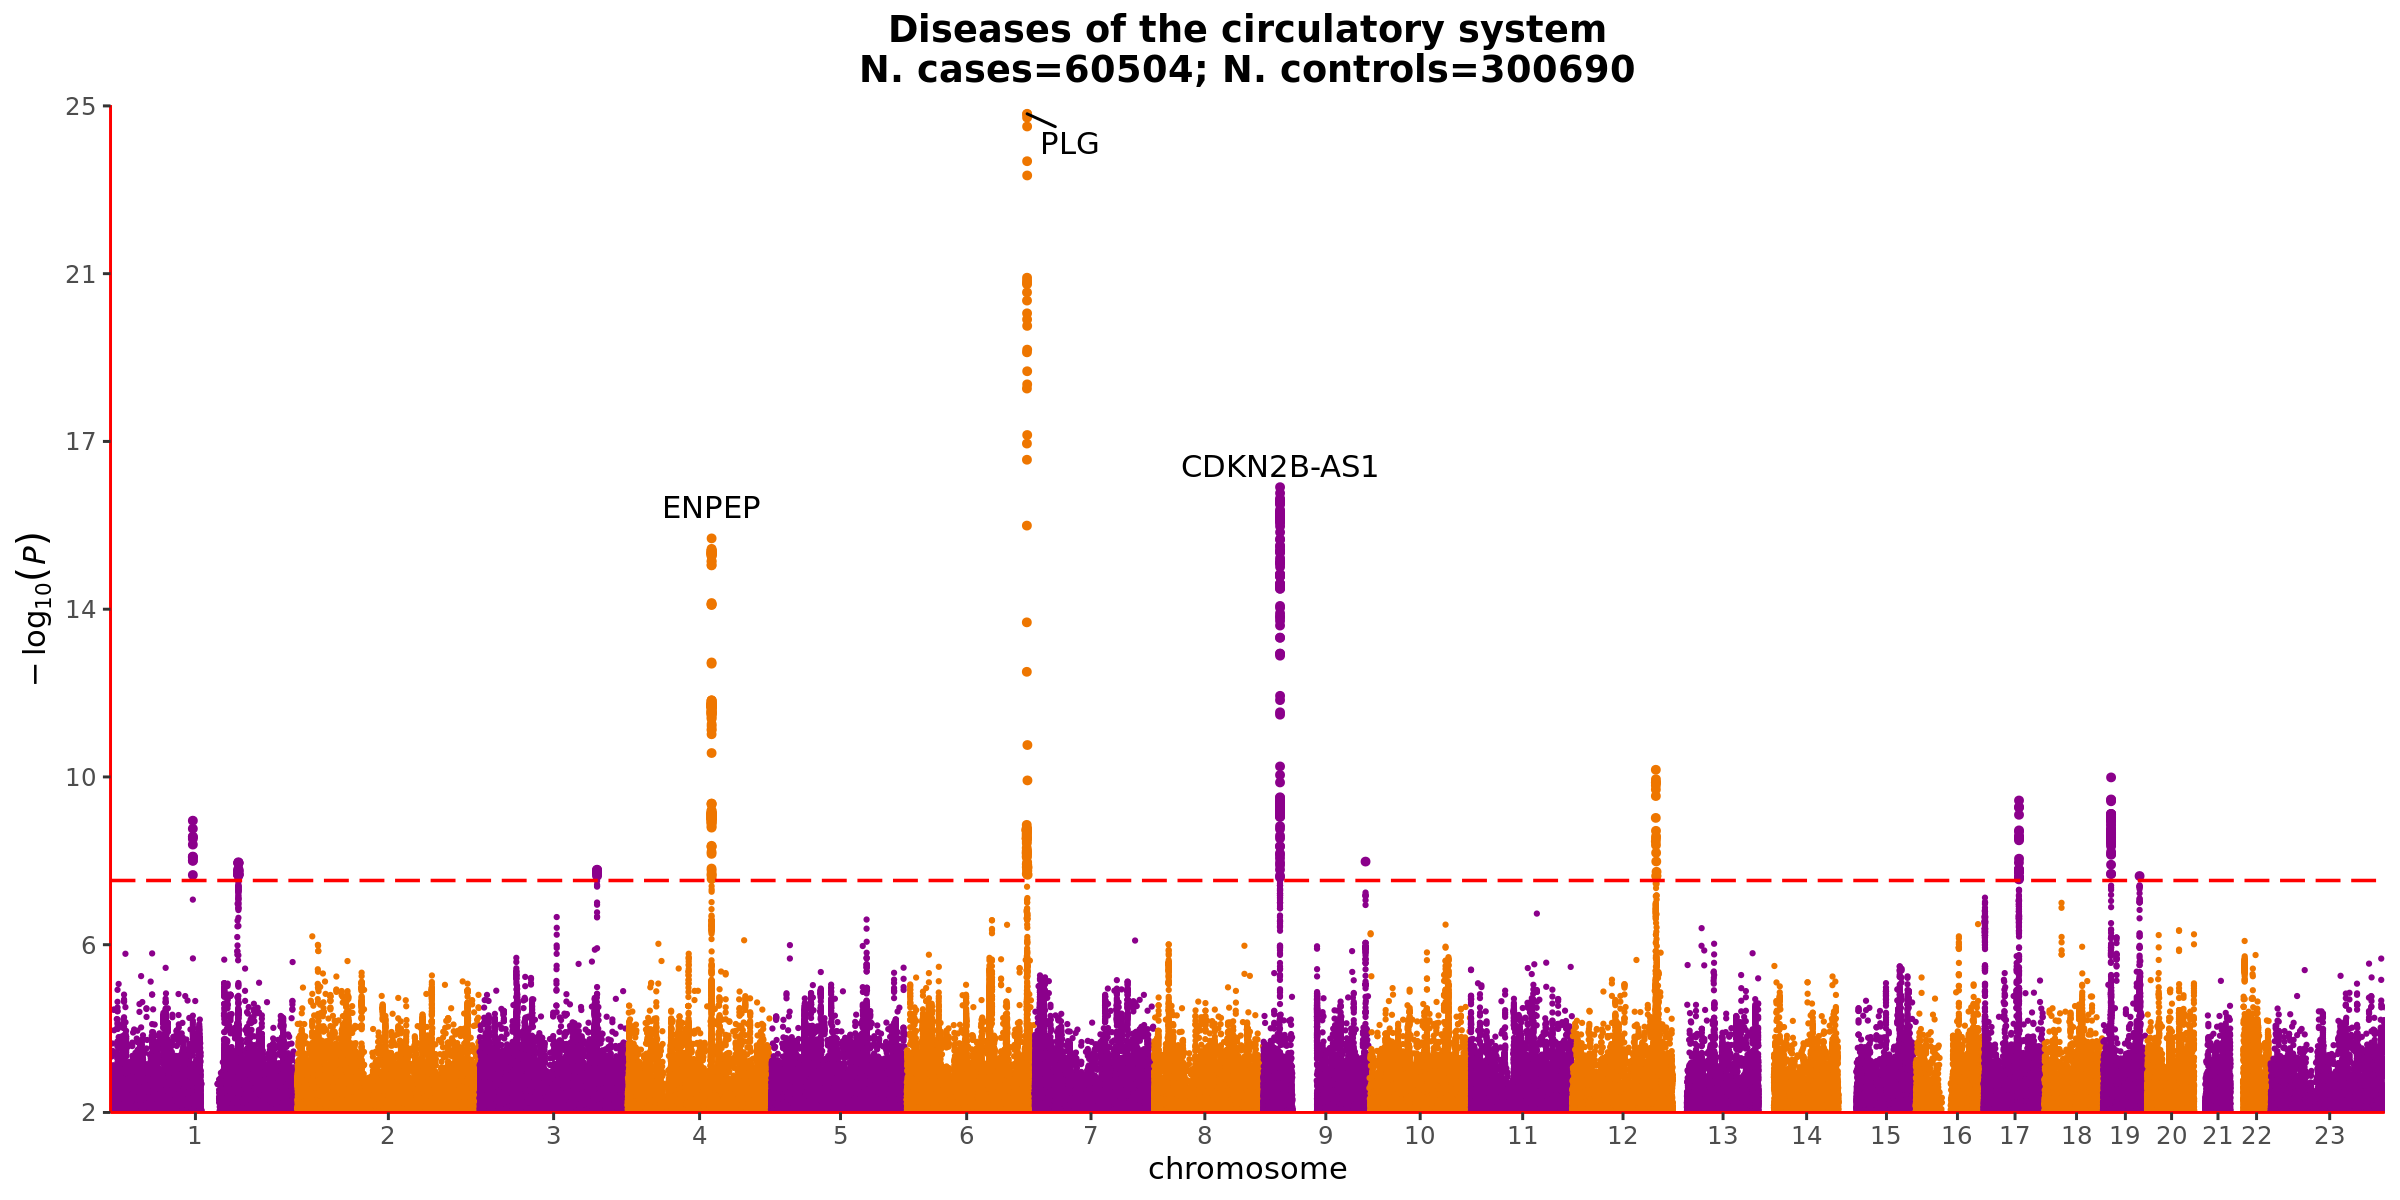 Diseases of the circulatory system
N. cases=60504; N. controls=300690
25
PLG
21
17
CDKN2B-AS1
ENPEP
− log10(P)
14
10
6
2
1 2 3 4 5 6 7 8 9 10 11 12 13 14 15 16 17 18 19 20 21 22 23
chromosome